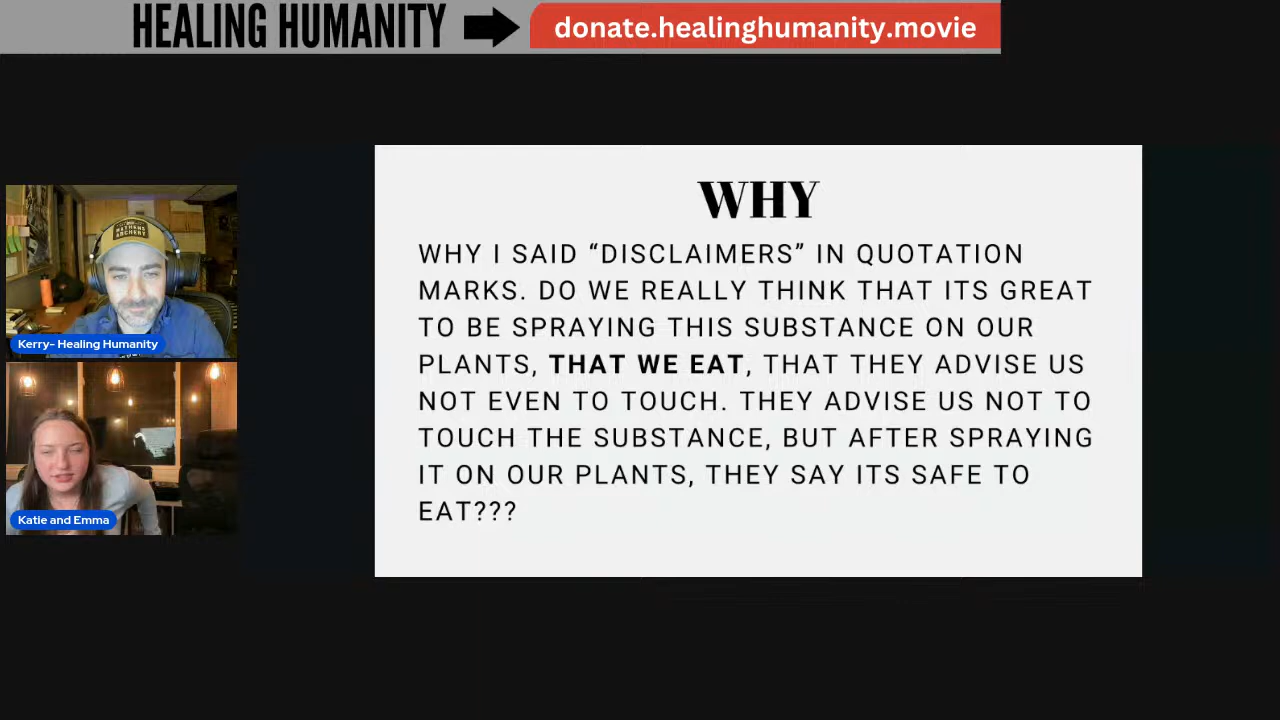 HEALING HUMANITY
donate.healinghumanity.movie
WHY
WHY I SAID “DISCLAIMERS” IN QUOTATION
MARKS. DO WE REALLY THINK THAT ITS GREAT
TO BE SPRAYING THIS SUBSTANCE ON OUR
PLANTS, THAT WE EAT, THAT THEY ADVISE US
NOT EVEN TO TOUCH. THEY ADVISE US NOT TO
TOUCH THE SUBSTANCE, BUT AFTER SPRAYING
IT ON OUR PLANTS, THEY SAY ITS SAFE TO
EAT???
MATHEWS
ARCHERY
Kerry- Healing Humanity
Katie and Emma